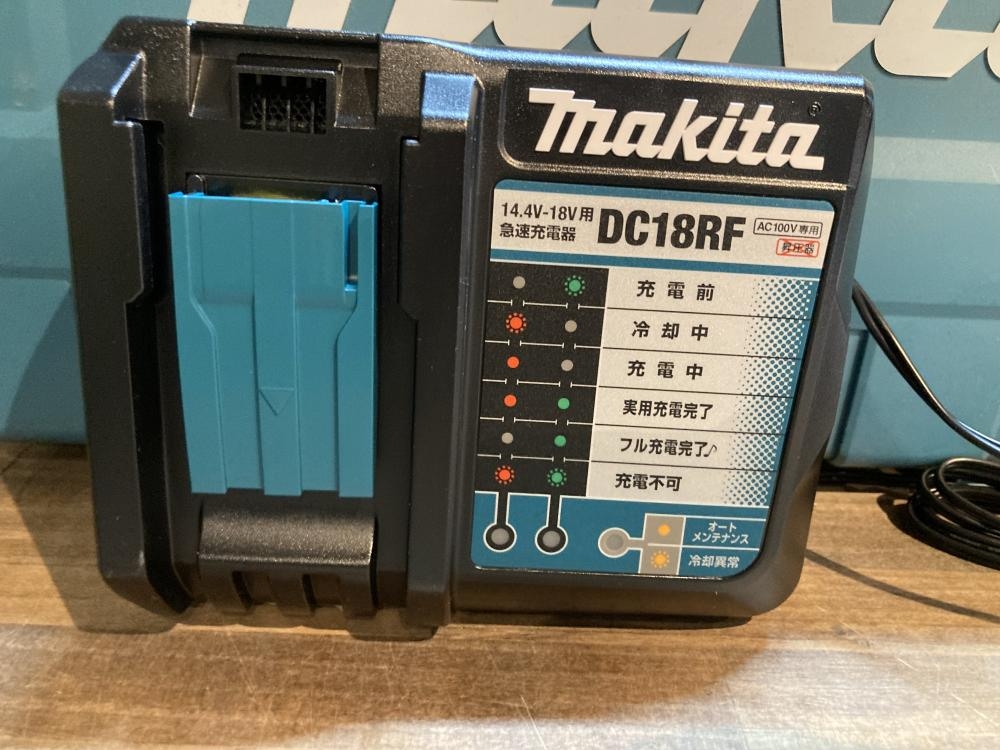 makita
14.4V-18V用
急速充電器
DC18RF
AC100V専用
昇圧器
充電前
冷却中
充電中
実用充電完了
フル充電完了♪
充電不可
オート
メンテナンス
冷却異常